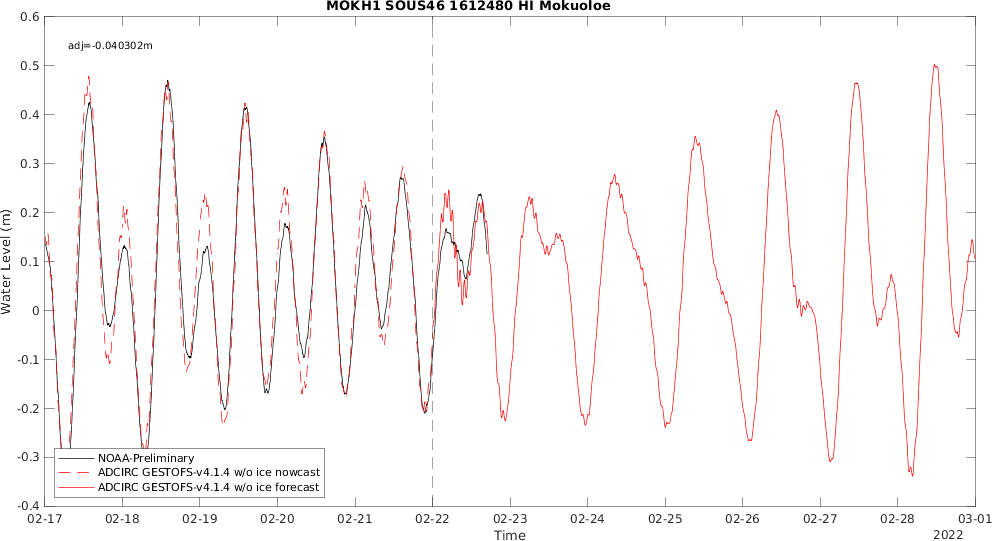 MOKH1 SOUS46 1612480 HI Mokuoloe
adj=-0.040302m
Water Level (m)
0.6
0.5
0.4
0.3
0.2
0.1
0
-0.1
-0.2
-0.3
-0.4
NOAA-Preliminary
ADCIRC GESTOFS-v4.1.4 w/o ice nowcast
ADCIRC GESTOFS-v4.1.4 w/o ice forecast
02-17 02-18 02-19 02-20 02-21 02-22 02-23 02-24 02-25 02-26 02-27 02-28 03-01
Time
2022